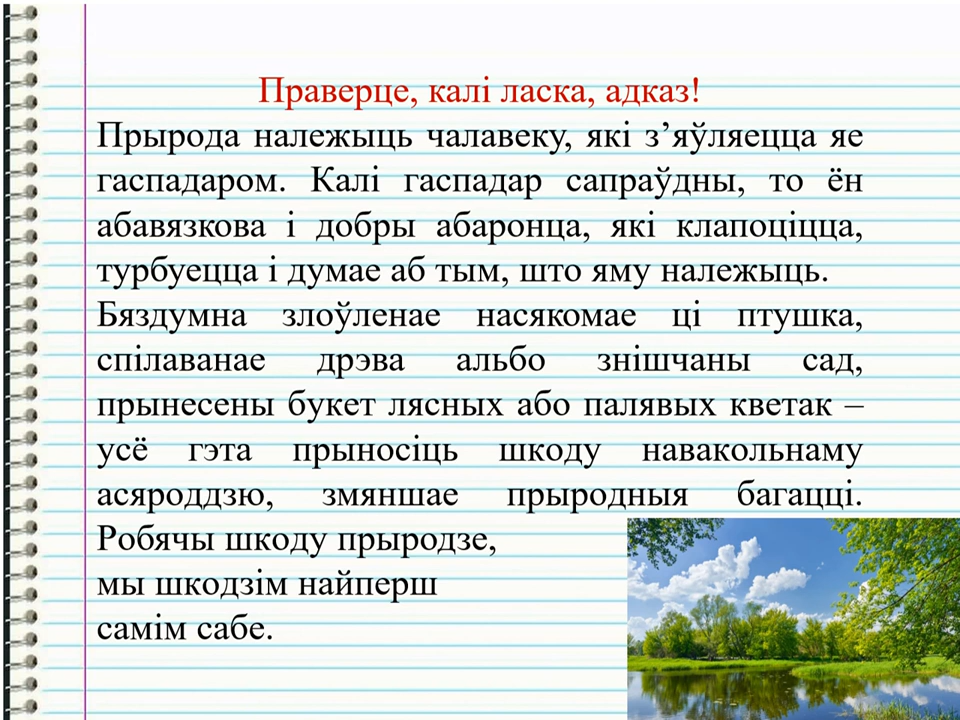 Праверце, калі ласка, адказ!
Прырода належыць чалавеку, які з’яўляецца яе
гаспадаром. Калі гаспадар сапраўдны, то ён
абавязкова і добры абаронца, які клапоціцца,
турбуецца і думае аб тым, што яму належыць.
Бяздумна злоўленае насякомае ці птушка,
спілаванае дрэва альбо знішчаны сад,
прынесены букет лясных або палявых кветак –
усё гэта прыносіць шкоду навакольнаму
асяроддзю, змяншае прыродныя багацці.
Робячы шкоду прыродзе,
мы шкодзім найперш
самім сабе.